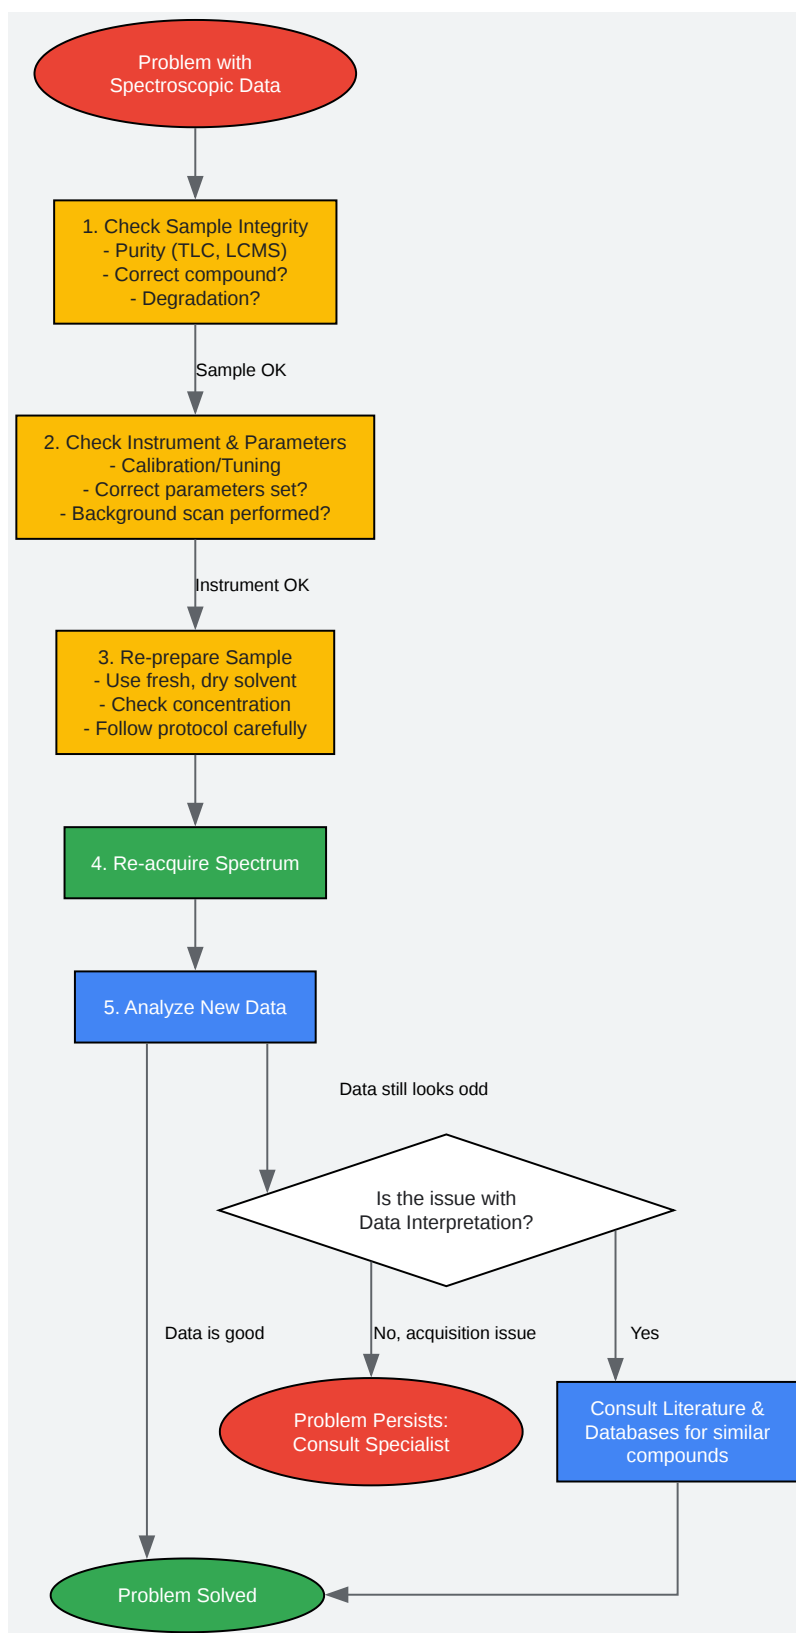 Problem with
Spectroscopic Data
1. Check Sample Integrity
- Purity (TLC, LCMS)
- Correct compound?
- Degradation?
Sample OK
2. Check Instrument & Parameters
- Calibration/Tuning
- Correct parameters set?
- Background scan performed?
Instrument OK
3. Re-prepare Sample
- Use fresh, dry solvent
- Check concentration
- Follow protocol carefully
4. Re-acquire Spectrum
5. Analyze New Data
Data still looks odd
Is the issue with
Data Interpretation?
Data is good
No, acquisition issue
Yes
Problem Persists:
Consult Specialist
Consult Literature &
Databases for similar
compounds
Problem Solved